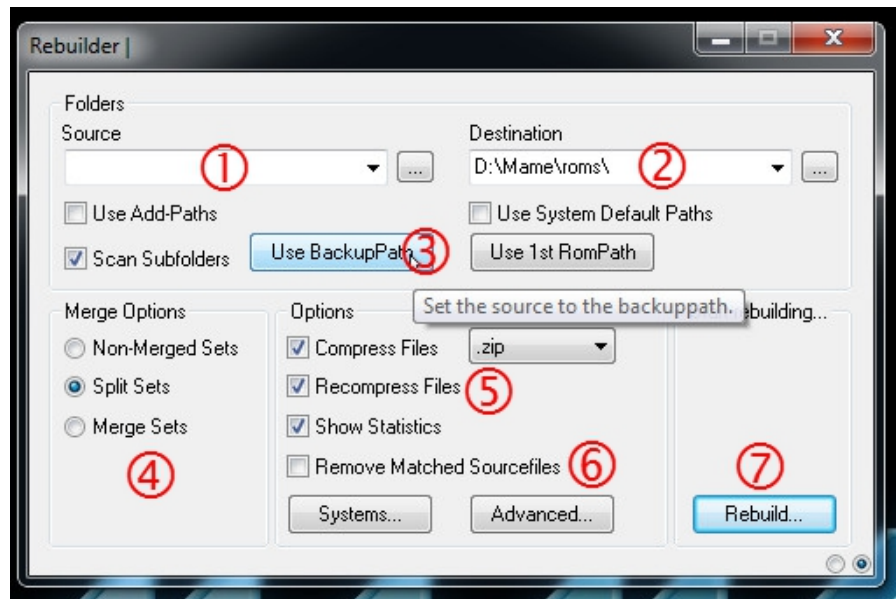 Rebuilder |
Folders
Source
Destination
①
...
D:\Mame\roms\
②
...
Use Add-Paths
Use System Default Paths
Scan Subfolders
Use BackupPath
③
Use 1st RomPath
Set the source to the backuppath.
Merge Options
Options
ebuilding...
Non-Merged Sets
Compress Files
.zip
Split Sets
Recompress Files
⑤
Merge Sets
Show Statistics
④
Remove Matched Sourcefiles
⑥
⑦
Systems...
Advanced...
Rebuild...